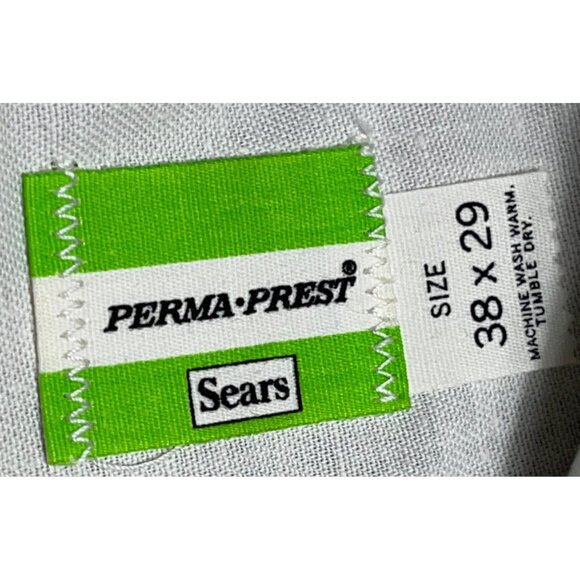 PERMA·PREST®
Sears
SIZE
38 x 29
MACHINE WASH WARM.
TUMBLE DRY.